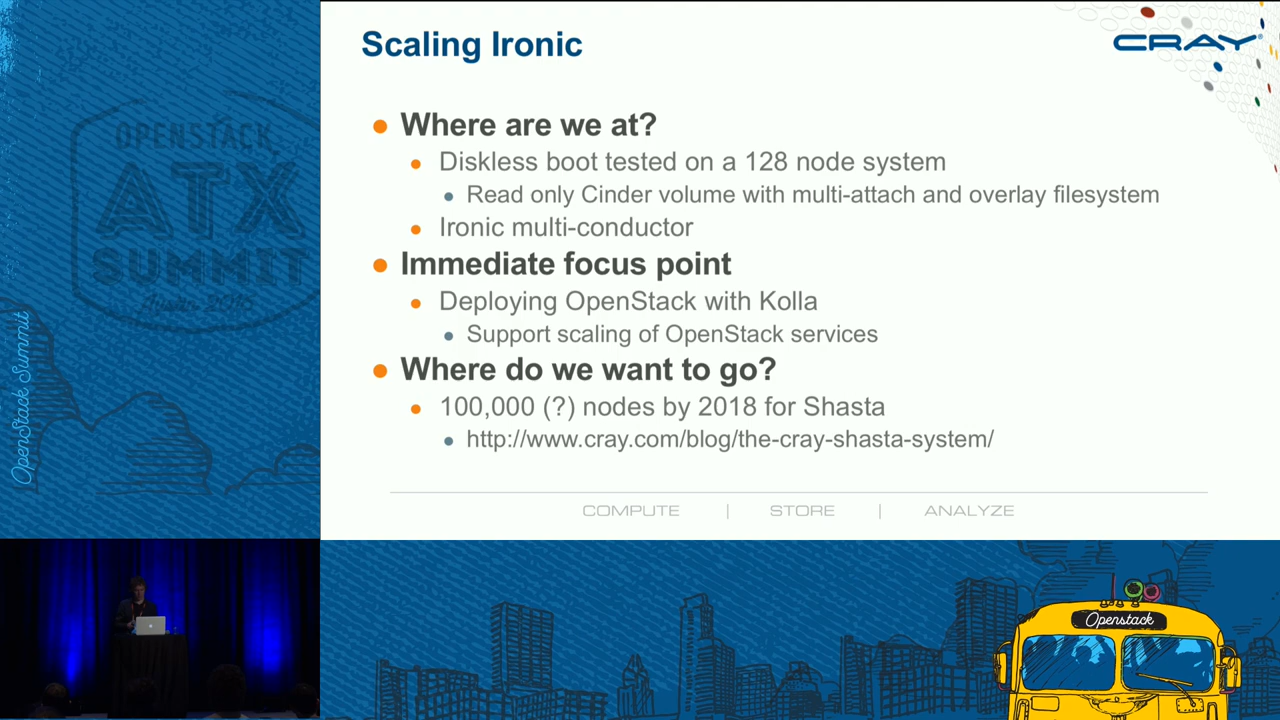 Scaling Ironic
CRAY
Where are we at?
Diskless boot tested on a 128 node system
Read only Cinder volume with multi-attach and overlay filesystem
Ironic multi-conductor
Immediate focus point
Deploying OpenStack with Kolla
Support scaling of OpenStack services
Where do we want to go?
100,000 (?) nodes by 2018 for Shasta
http://www.cray.com/blog/the-cray-shasta-system/
COMPUTE | STORE | ANALYZE
OPENSTACK
ATX
SUMMIT
Austin 2016
OpenStack Summit
Openstack